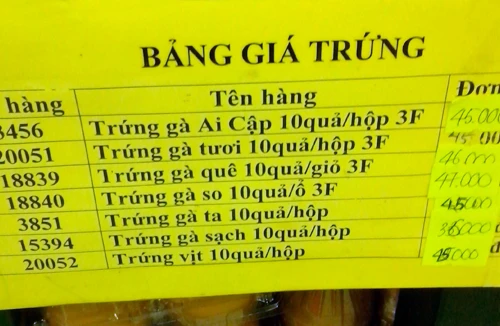 BẢNG GIÁ TRỨNG
hàng Tên hàng Đơn
3456 Trứng gà Ai Cập 10quả/hộp 3F 45.000
20051 Trứng gà tươi 10quả/hộp 3F
18839 Trứng gà quê 10quả/giỏ 3F 46.000
18840 Trứng gà so 10quả/ổ 3F 47.000
3851 Trứng gà ta 10quả/hộp 45000
15394 Trứng gà sạch 10quả/hộp 36000
20052 Trứng vịt 10quả/hộp 45000 đ